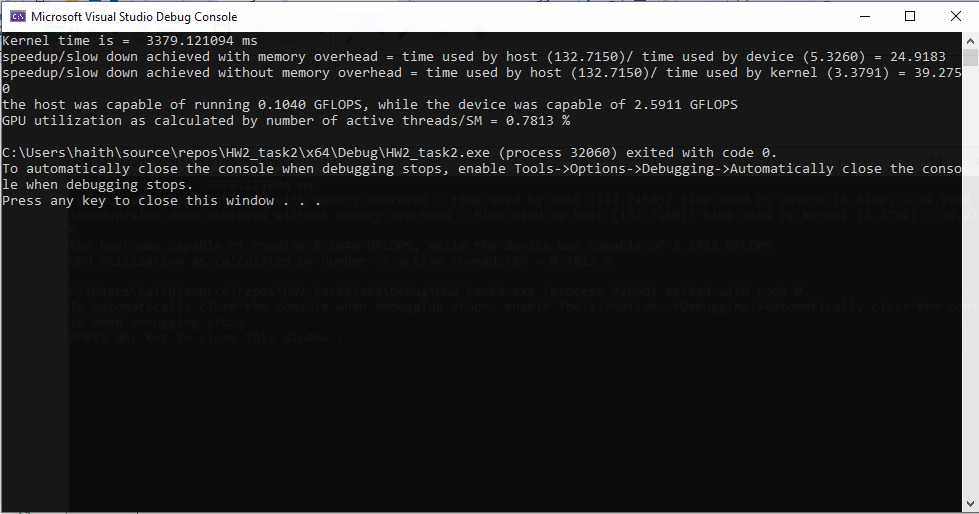 Microsoft Visual Studio Debug Console
Kernel time is =  3379.121094 ms
speedup/slow down achieved with memory overhead = time used by host (132.7150)/ time used by device (5.3260) = 24.9183
speedup/slow down achieved without memory overhead = time used by host (132.7150)/ time used by kernel (3.3791) = 39.275
0
the host was capable of running 0.1040 GFLOPS, while the device was capable of 2.5911 GFLOPS
GPU utilization as calculated by number of active threads/SM = 0.7813 %
C:\Users\haith\source\repos\HW2_task2\x64\Debug\HW2_task2.exe (process 32060) exited with code 0.
To automatically close the console when debugging stops, enable Tools->Options->Debugging->Automatically close the conso
le when debugging stops.
Press any key to close this window . . .